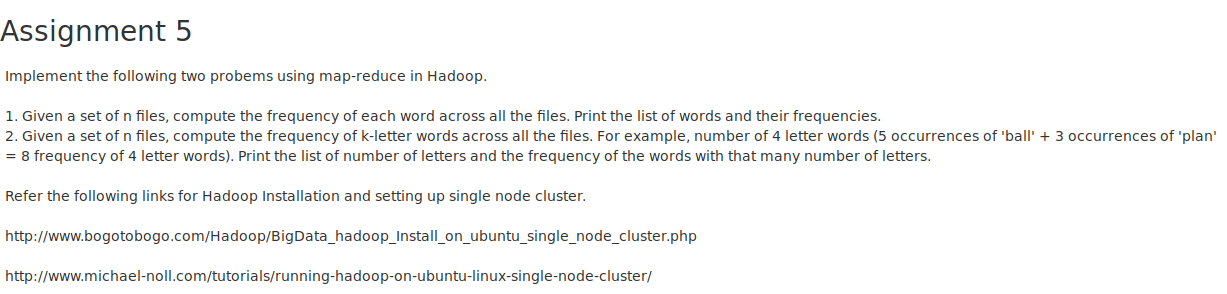 Assignment 5
Implement the following two probems using map-reduce in Hadoop.
1. Given a set of n files, compute the frequency of each word across all the files. Print the list of words and their frequencies.
2. Given a set of n files, compute the frequency of k-letter words across all the files. For example, number of 4 letter words (5 occurrences of 'ball' + 3 occurrences of 'plan'
= 8 frequency of 4 letter words). Print the list of number of letters and the frequency of the words with that many number of letters.
Refer the following links for Hadoop Installation and setting up single node cluster.
http://www.bogotobogo.com/Hadoop/BigData_hadoop_Install_on_ubuntu_single_node_cluster.php
http://www.michael-noll.com/tutorials/running-hadoop-on-ubuntu-linux-single-node-cluster/